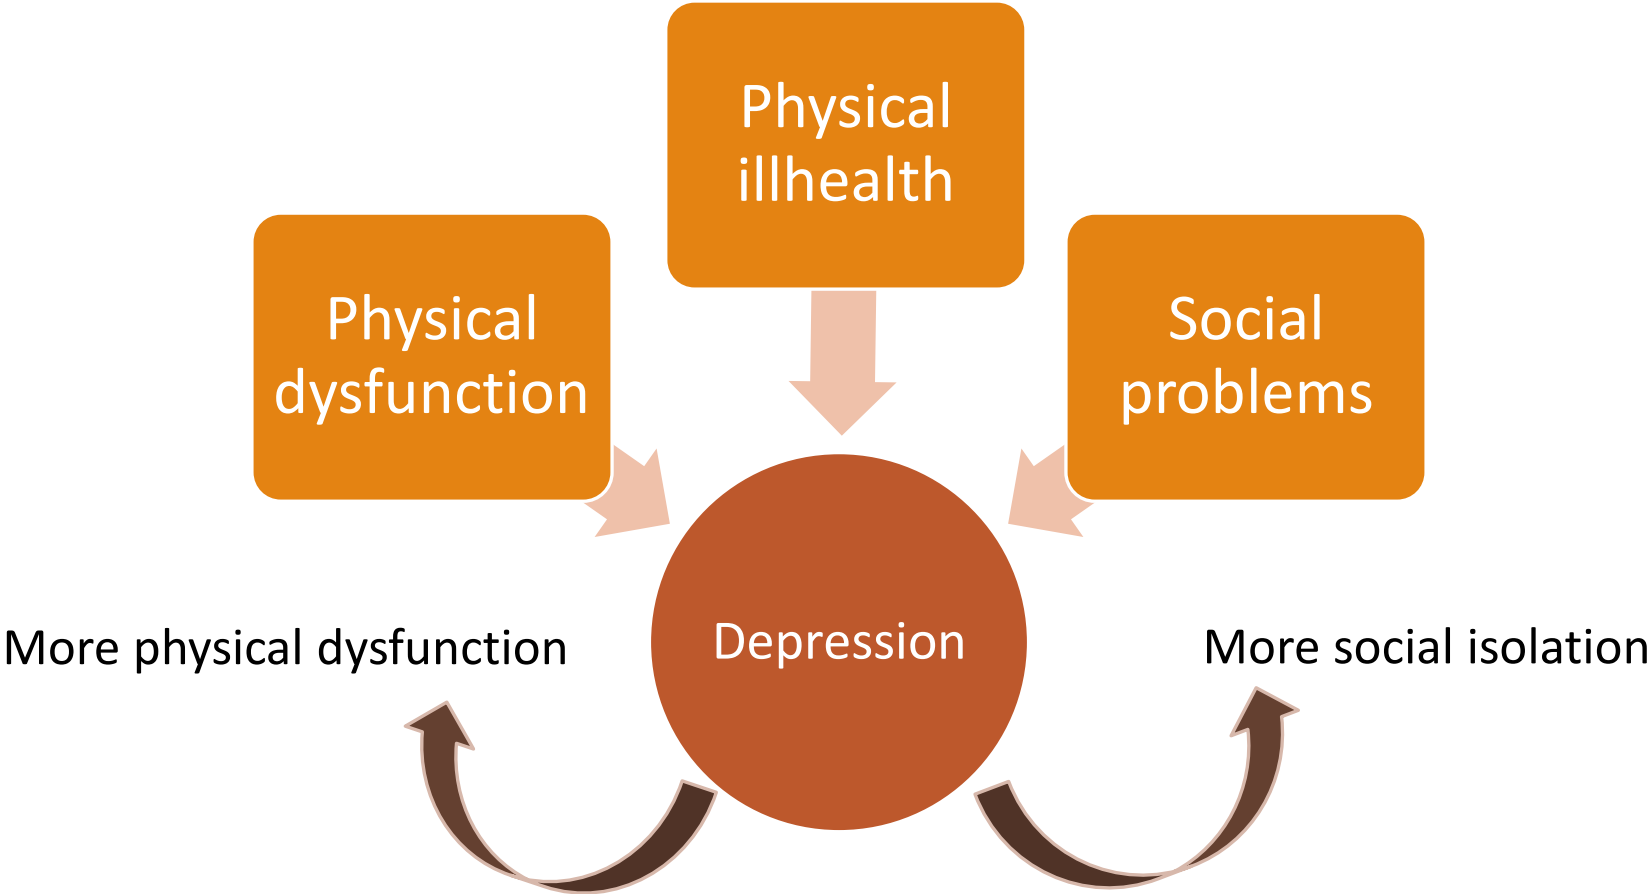 Physical
illhealth
Physical
dysfunction
Social
problems
More physical dysfunction
Depression
More social isolation